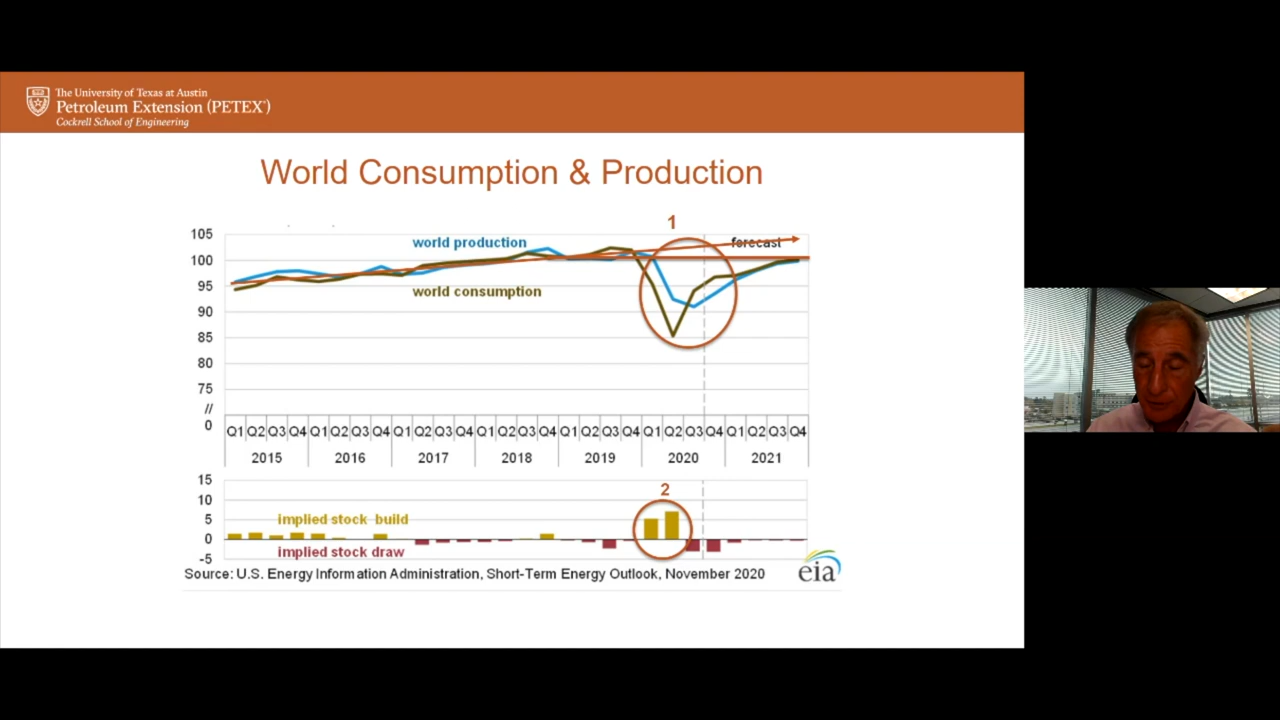 The University of Texas at Austin
Petroleum Extension (PETEX®)
Cockrell School of Engineering
World Consumption & Production
1
105
world production
forecast
100
95
world consumption
90
85
80
75
//
0
Q1 Q2 Q3 Q4 Q1 Q2 Q3 Q4 Q1 Q2 Q3 Q4 Q1 Q2 Q3 Q4 Q1 Q2 Q3 Q4 Q1 Q2 Q3 Q4 Q1 Q2 Q3 Q4
2015 2016 2017 2018 2019 2020 2021
15
2
10
5
implied stock build
0
implied stock draw
-5
Source: U.S. Energy Information Administration, Short-Term Energy Outlook, November 2020
eia